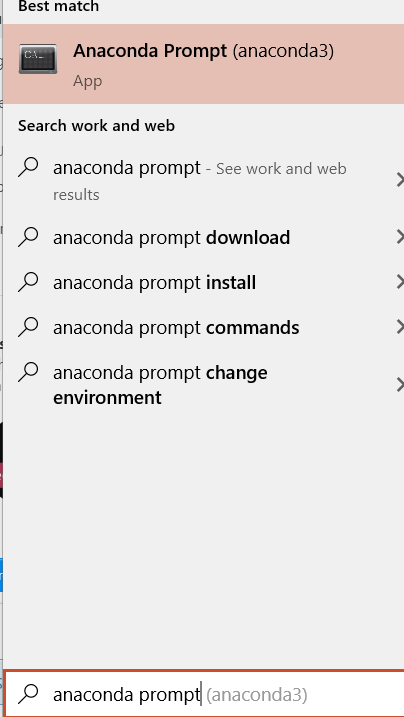 Best match
Anaconda Prompt (anaconda3)
App
Search work and web
anaconda prompt - See work and web
results
anaconda prompt download
anaconda prompt install
anaconda prompt commands
anaconda prompt change
environment
anaconda prompt (anaconda3)